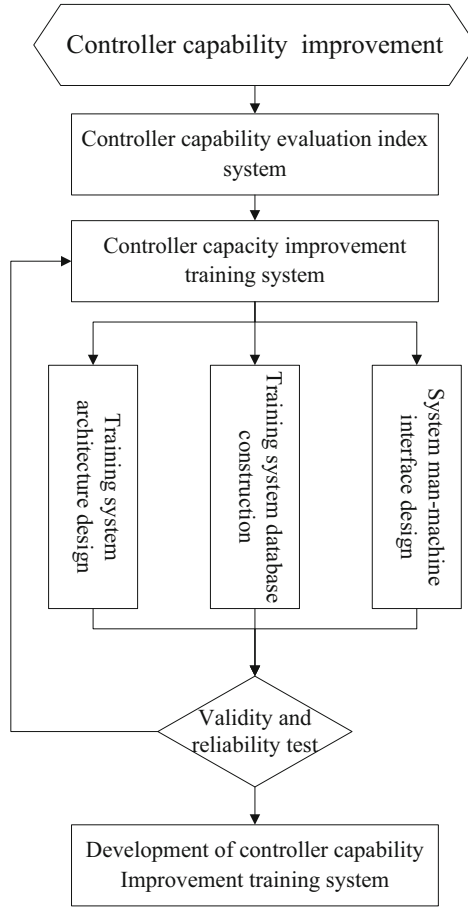 Controller capability improvement
Controller capability evaluation index
system
Controller capacity improvement
training system
Training system
architecture design
Training system database
construction
System man-machine
interface design
Validity and
reliability test
Development of controller capability
Improvement training system